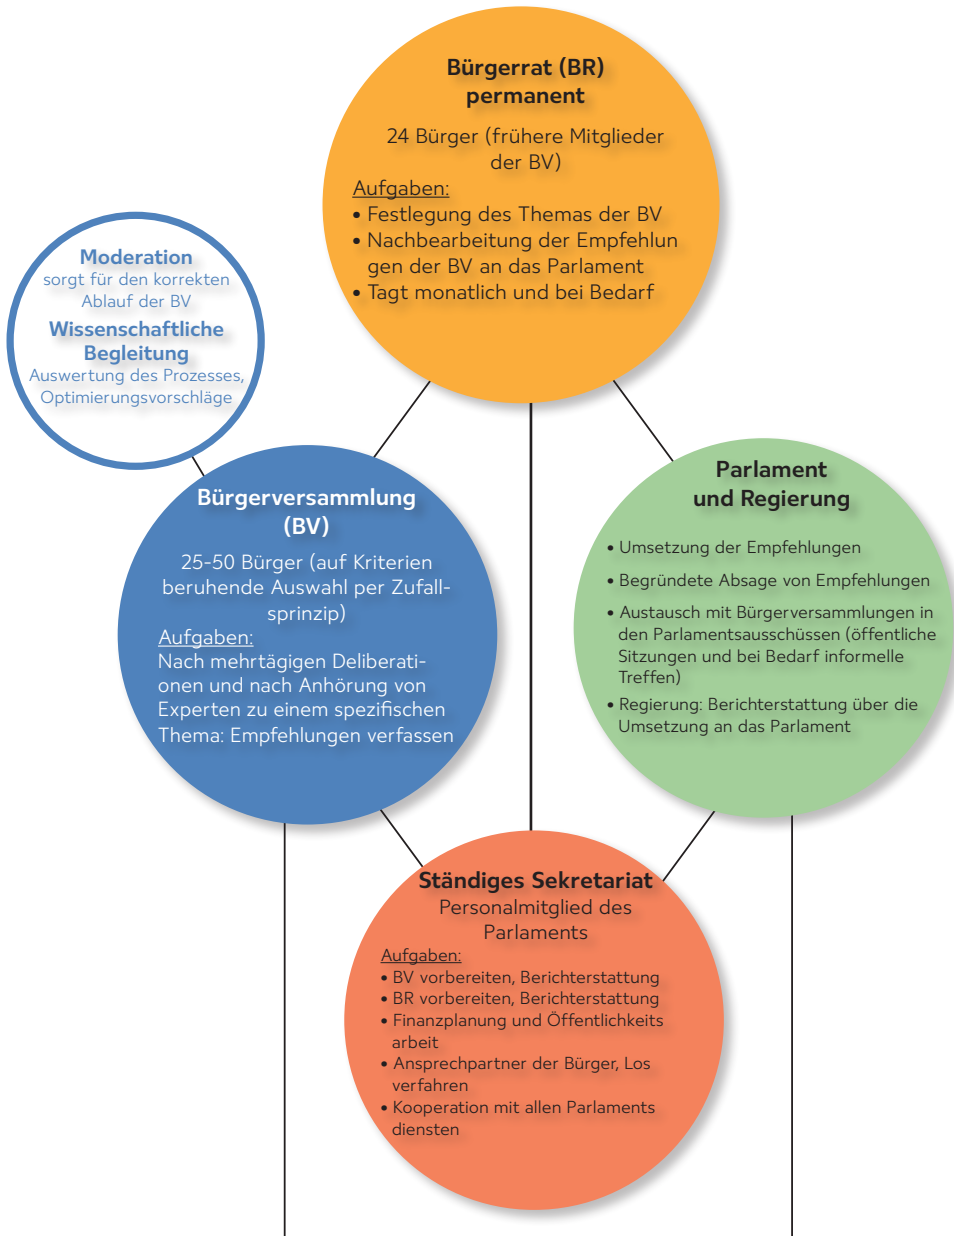 Bürgerrat (BR)
permanent
24 Bürger (frühere Mitglieder
der BV)
Aufgaben:
• Festlegung des Themas der BV
• Nachbearbeitung der Empfehlun
gen der BV an das Parlament
• Tagt monatlich und bei Bedarf
Moderation
sorgt für den korrekten
Ablauf der BV
Wissenschaftliche
Begleitung
Auswertung des Prozesses,
Optimierungsvorschläge
Bürgerversammlung
(BV)
25-50 Bürger (auf Kriterien
beruhende Auswahl per Zufall-
sprinzip)
Aufgaben:
Nach mehrtägigen Deliberati-
onen und nach Anhörung von
Experten zu einem spezifischen
Thema: Empfehlungen verfassen
Parlament
und Regierung
• Umsetzung der Empfehlungen
• Begründete Absage von Empfehlungen
• Austausch mit Bürgerversammlungen in
den Parlamentsausschüssen (öffentliche
Sitzungen und bei Bedarf informelle
Treffen)
• Regierung: Berichterstattung über die
Umsetzung an das Parlament
Ständiges Sekretariat
Personalmitglied des
Parlaments
Aufgaben:
• BV vorbereiten, Berichterstattung
• BR vorbereiten, Berichterstattung
• Finanzplanung und Öffentlichkeits
arbeit
• Ansprechpartner der Bürger, Los
verfahren
• Kooperation mit allen Parlaments
diensten